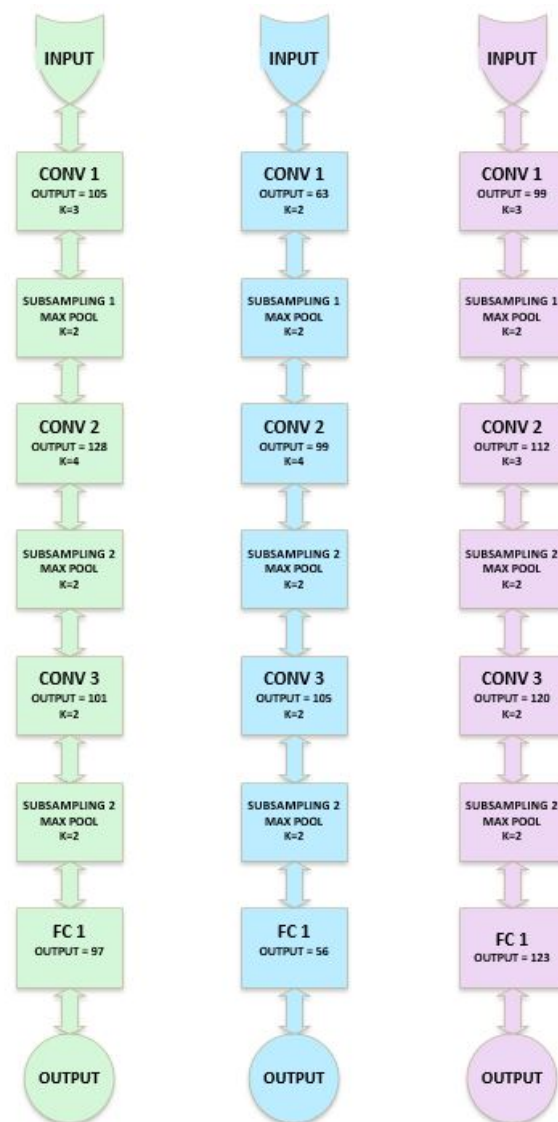 INPUT
CONV 1
OUTPUT = 105
K=3
SUBSAMPLING 1
MAX POOL
K=2
CONV 2
OUTPUT = 128
K=4
SUBSAMPLING 2
MAX POOL
K=2
CONV 3
OUTPUT = 101
K=2
SUBSAMPLING 2
MAX POOL
K=2
FC 1
OUTPUT = 97
OUTPUT
INPUT
CONV 1
OUTPUT = 63
K=2
SUBSAMPLING 1
MAX POOL
K=2
CONV 2
OUTPUT = 99
K=4
SUBSAMPLING 2
MAX POOL
K=2
CONV 3
OUTPUT = 105
K=2
SUBSAMPLING 2
MAX POOL
K=2
FC 1
OUTPUT = 56
OUTPUT
INPUT
CONV 1
OUTPUT = 99
K=3
SUBSAMPLING 1
MAX POOL
K=2
CONV 2
OUTPUT = 112
K=3
SUBSAMPLING 2
MAX POOL
K=2
CONV 3
OUTPUT = 120
K=2
SUBSAMPLING 2
MAX POOL
K=2
FC 1
OUTPUT = 123
OUTPUT